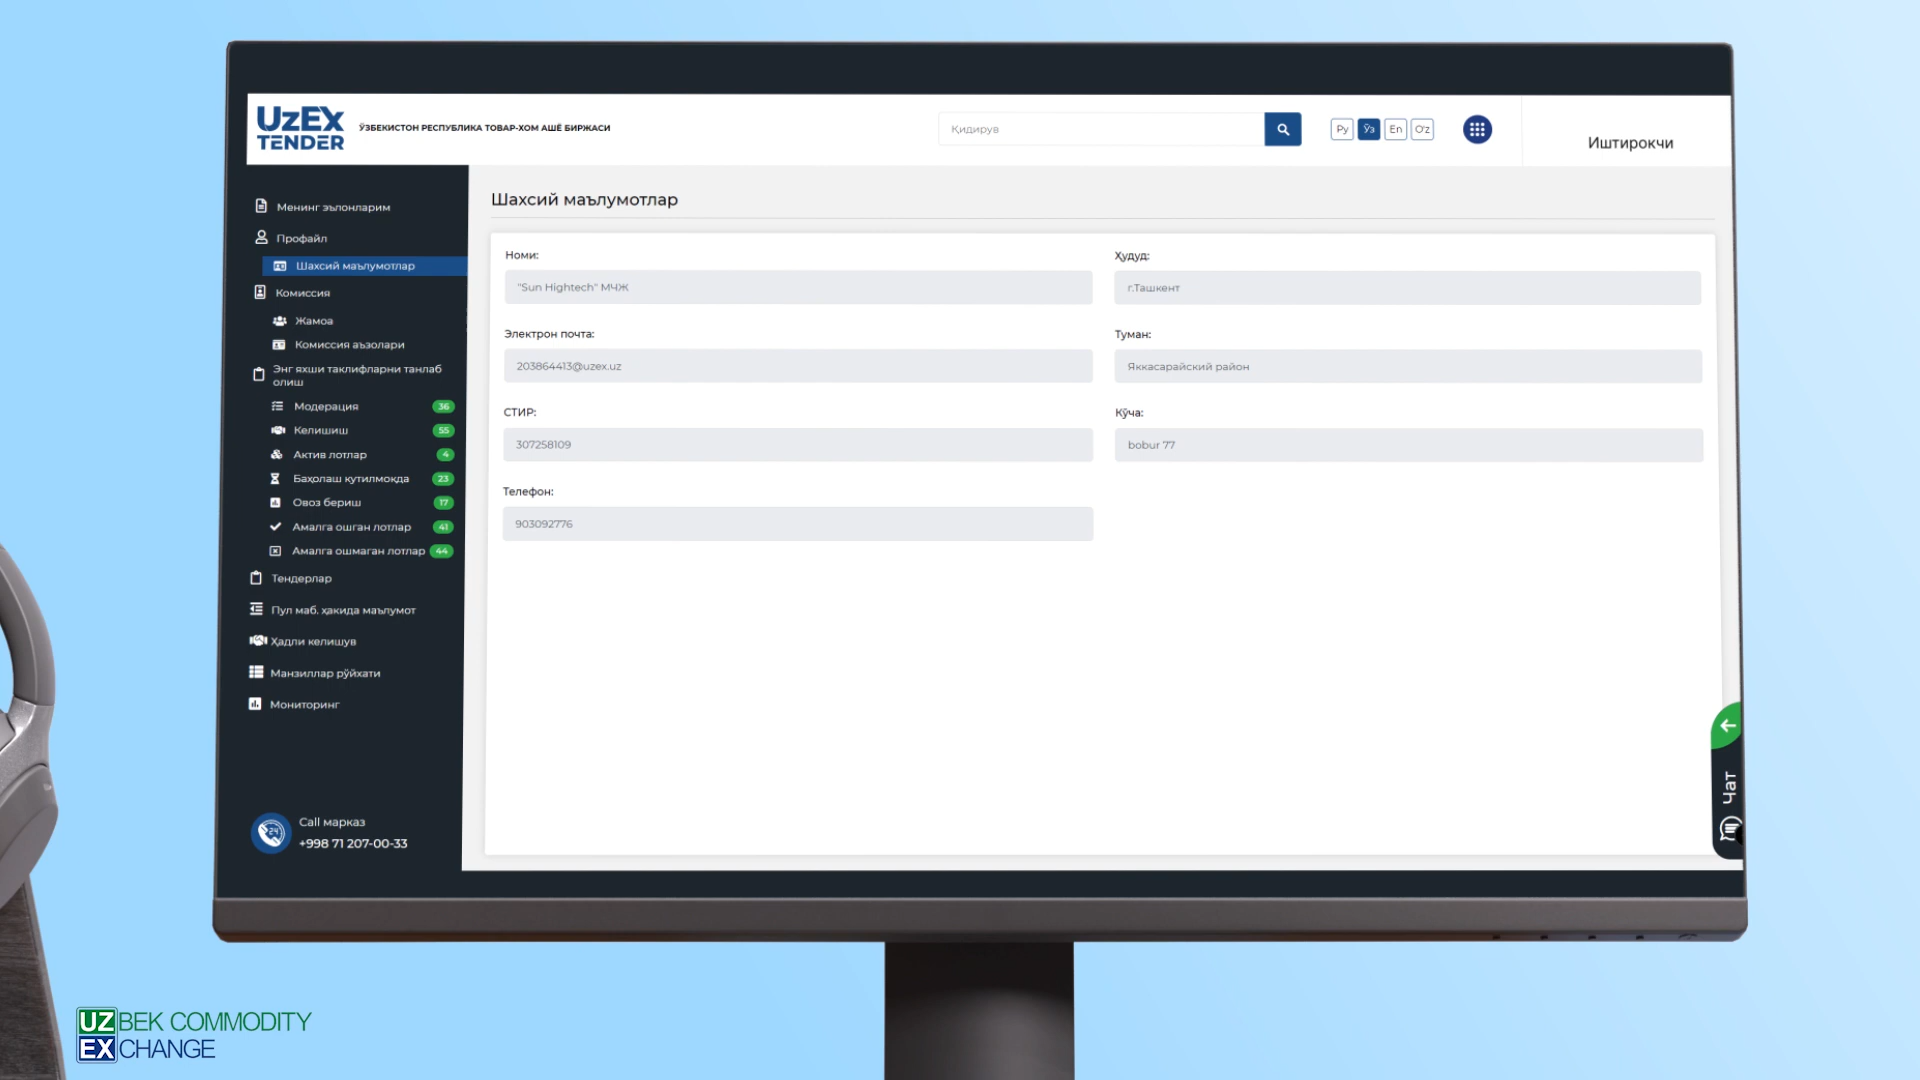 UzEX
TENDER
ЎЗБЕКИСТОН РЕСПУБЛИКА ТОВАР-ХОМ АШЁ БИРЖАСИ
Қидирув
Ру
Ўз
En
O'z
Иштирокчи
Менинг эълонларим
Профайл
Шахсий маълумотлар
Комиссия
Жамоа
Комиссия аъзолари
Энг яхши таклифларни танлаб
олиш
Модерация 36
Келишиш 55
Актив лотлар 4
Баҳолаш кутилмоқда 23
Овоз бериш 17
Амалга ошган лотлар 41
Амалга ошмаган лотлар 44
Тендерлар
Пул маб. ҳақида маълумот
Ҳадли келишув
Манзиллар рўйхати
Мониторинг
24
Call марказ
+998 71 207-00-33
Шахсий маълумотлар
Номи:
"Sun Hightech" МЧЖ
Ҳудуд:
г.Ташкент
Электрон почта:
203864413@uzex.uz
Туман:
Яккасарайский район
СТИР:
307258109
Кўча:
bobur 77
Телефон:
903092776
Чат
UZBEK COMMODITY
EXCHANGE